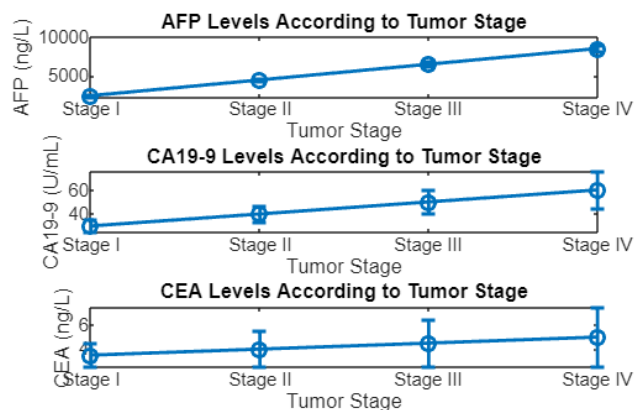 AFP Levels According to Tumor Stage
AFP (ng/L)
10000
5000
Stage I Stage II Stage III Stage IV
Tumor Stage
CA19-9 Levels According to Tumor Stage
CA19-9 (U/mL)
60
40
Stage I Stage II Stage III Stage IV
Tumor Stage
CEA Levels According to Tumor Stage
CEA (ng/L)
6
4
Stage I Stage II Stage III Stage IV
Tumor Stage